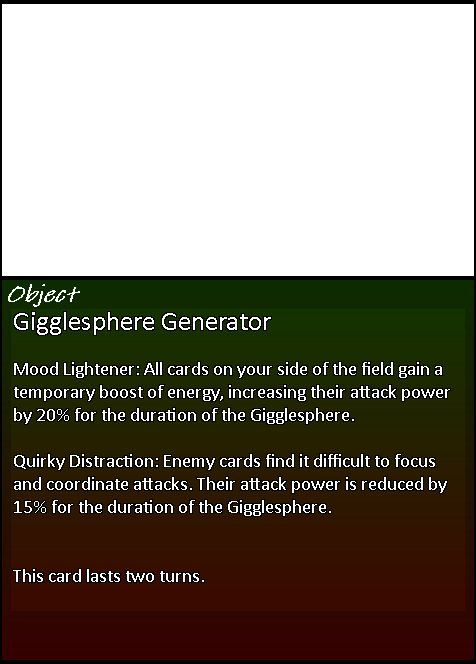 Object
Gigglesphere Generator
Mood Lightener: All cards on your side of the field gain a
temporary boost of energy, increasing their attack power
by 20% for the duration of the Gigglesphere.
Quirky Distraction: Enemy cards find it difficult to focus
and coordinate attacks. Their attack power is reduced by
15% for the duration of the Gigglesphere.
This card lasts two turns.